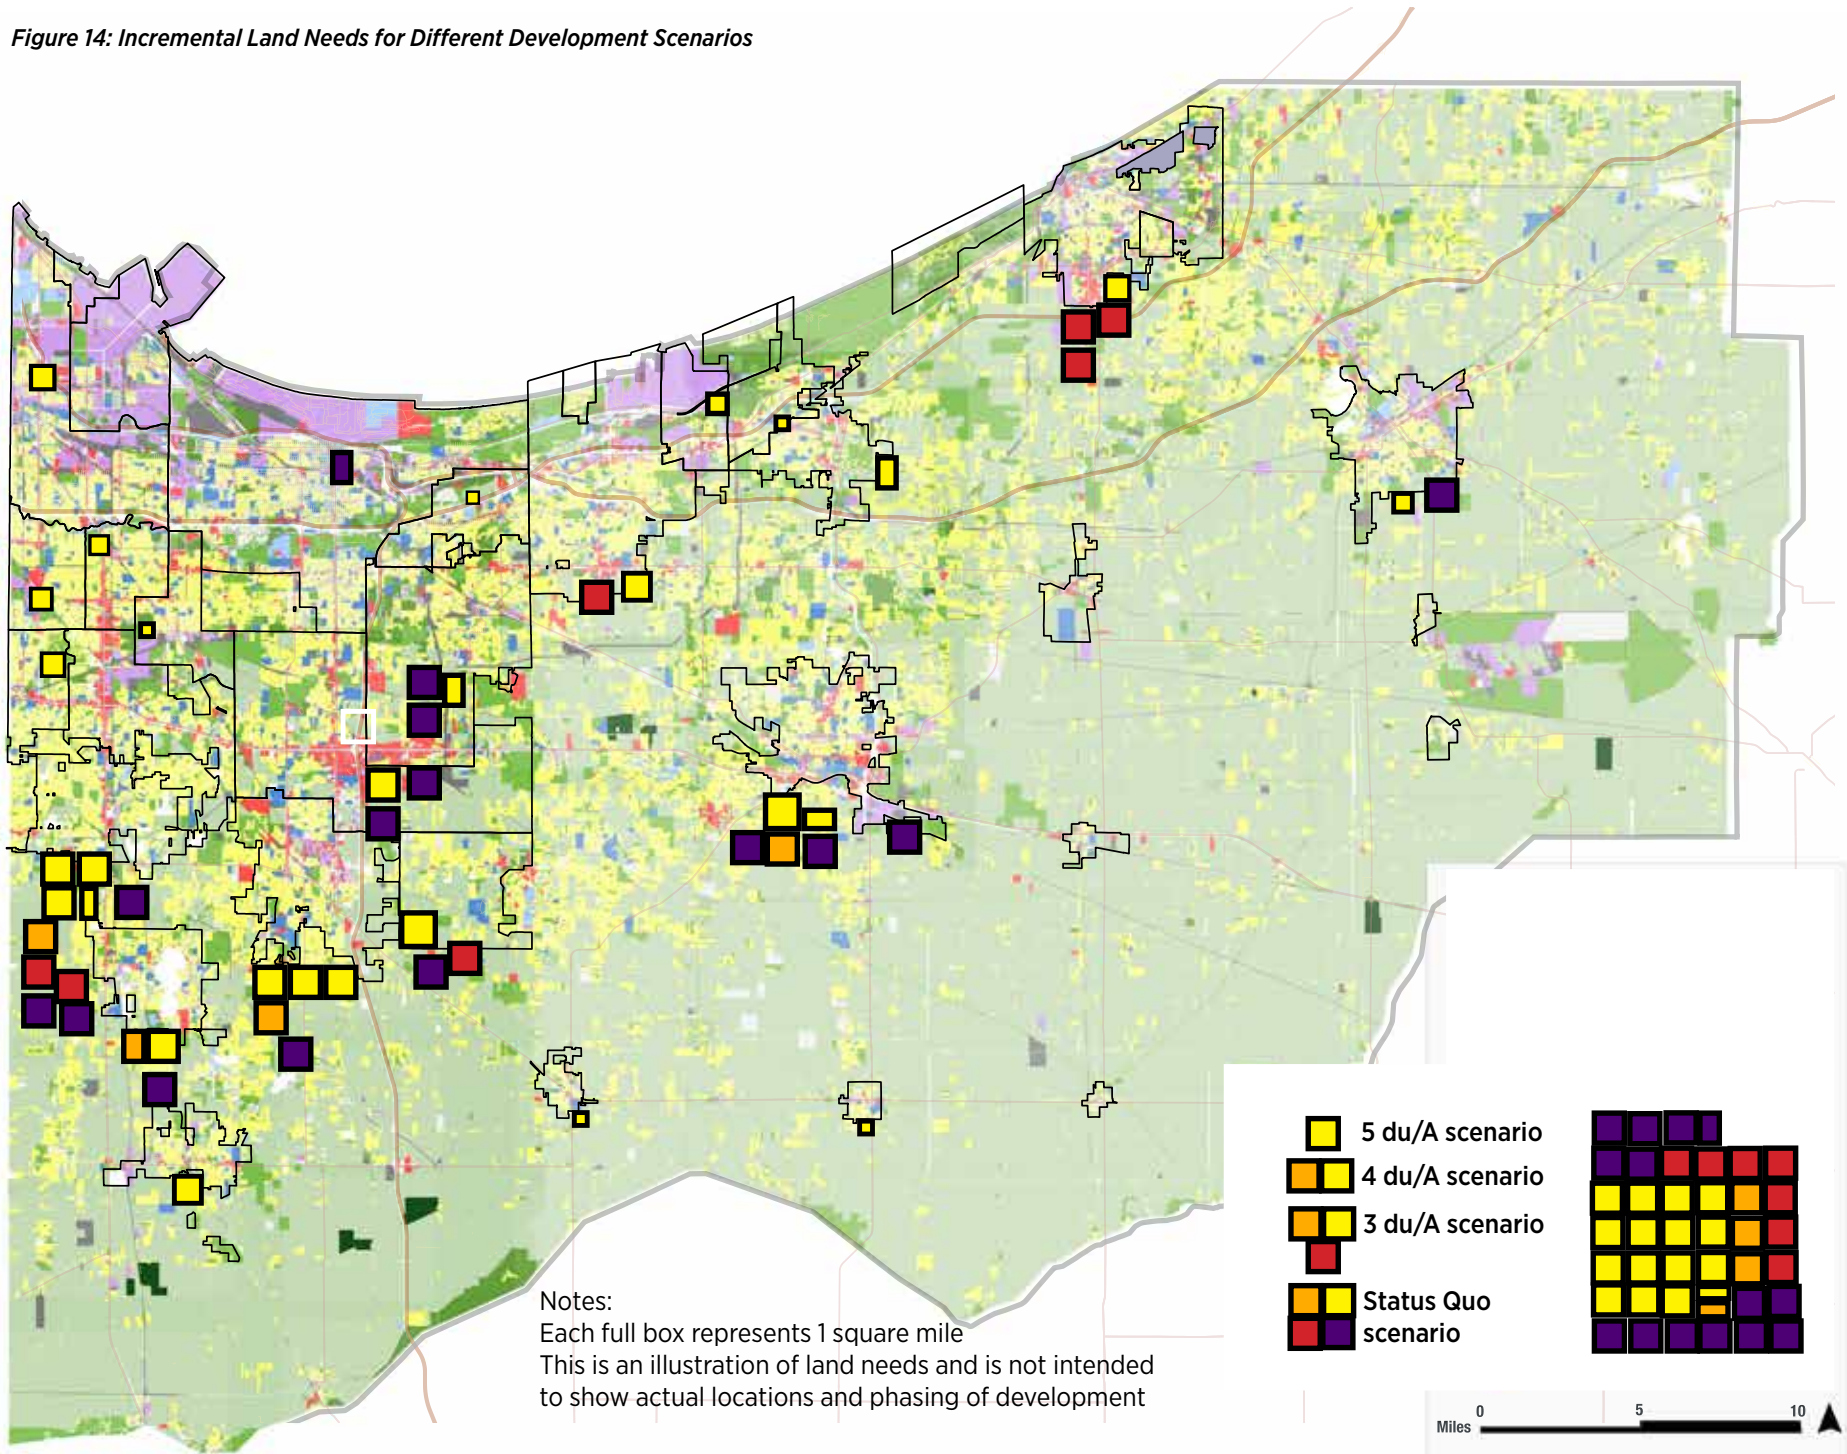 Figure 14: Incremental Land Needs for Different Development Scenarios
5 du/A scenario
4 du/A scenario
3 du/A scenario
Status Quo
scenario
Notes:
Each full box represents 1 square mile
This is an illustration of land needs and is not intended
to show actual locations and phasing of development
0 5 10
Miles